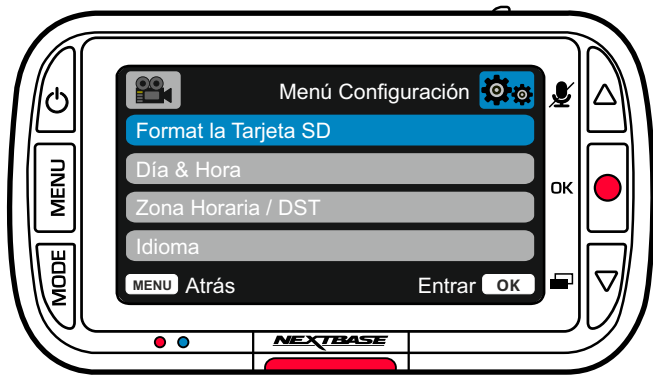 Menú Configuración
Format la Tarjeta SD
Día & Hora
Zona Horaria / DST
Idioma
MENU Atrás Entrar OK
MENU
MODE
OK
NEXTBASE